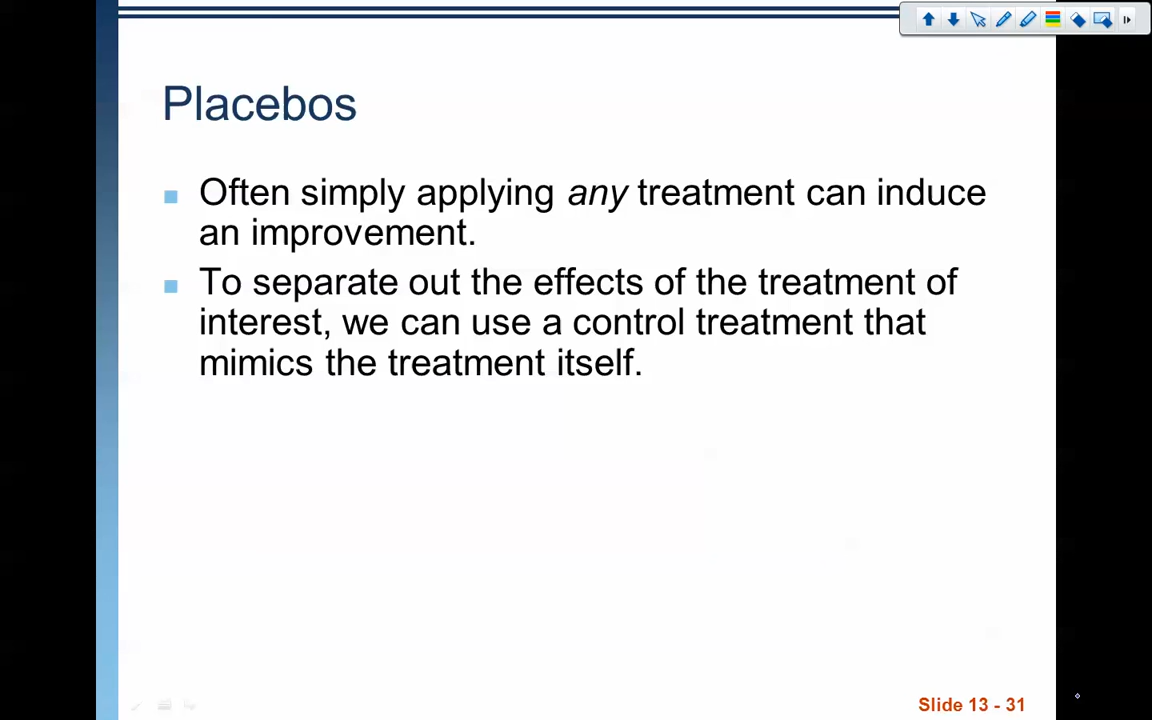 Placebos
Often simply applying any treatment can induce
an improvement.
To separate out the effects of the treatment of
interest, we can use a control treatment that
mimics the treatment itself.
Slide 13 - 31